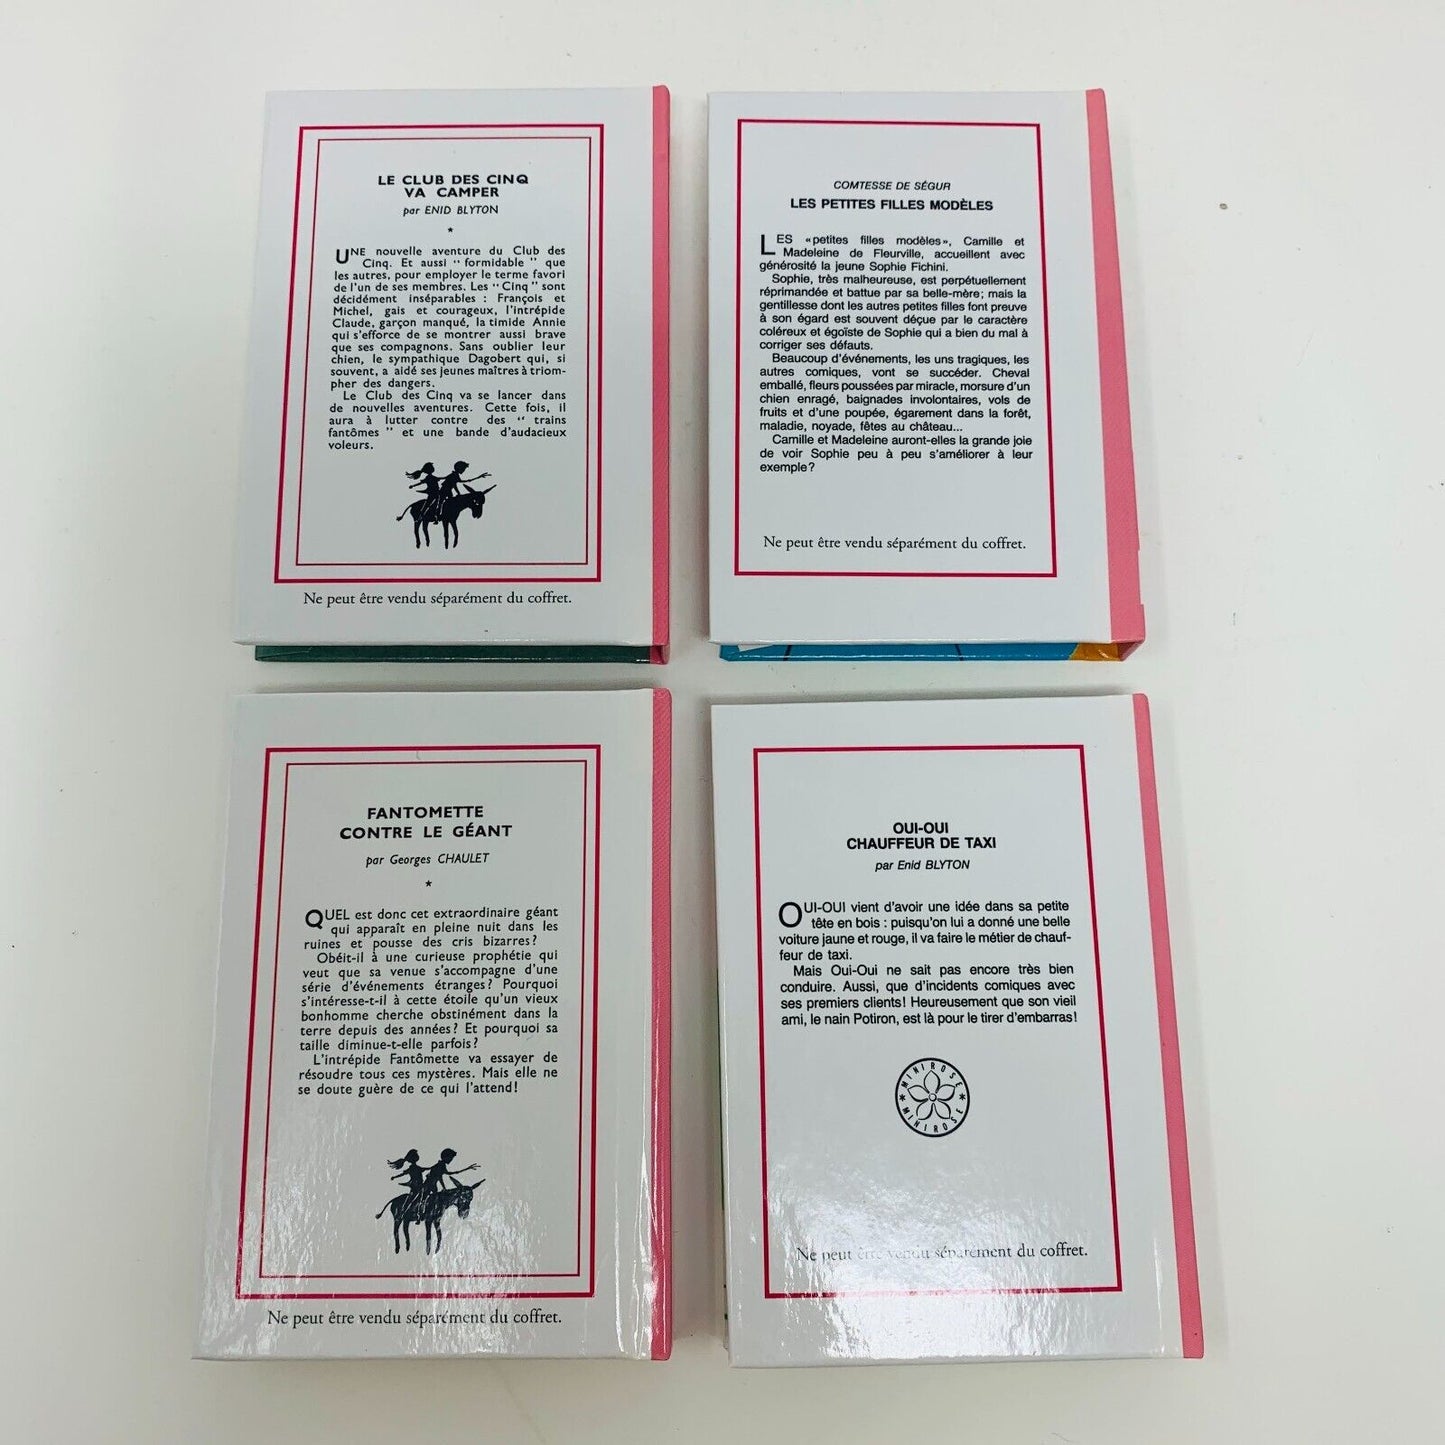 LE CLUB DES CINQ
VA CAMPER
par ENID BLYTON
*
UNE nouvelle aventure du Club des
Cinq. Et aussi “ formidable ” que
les autres, pour employer le terme favori
de l'un de ses membres. Les “ Cinq ” sont
décidément inséparables : François et
Michel, gais et courageux, l'intrépide
Claude, garçon manqué, la timide Annie
qui s'efforce de se montrer aussi brave
que ses compagnons. Sans oublier leur
chien, le sympathique Dagobert qui, si
souvent, a aidé ses jeunes maîtres à triom-
pher des dangers.
Le Club des Cinq va se lancer dans
de nouvelles aventures. Cette fois, il
aura à lutter contre des “ trains
fantômes ” et une bande d'audacieux
voleurs.
Ne peut être vendu séparément du coffret.
COMTESSE DE SÉGUR
LES PETITES FILLES MODÈLES
LES «petites filles modèles», Camille et
Madeleine de Fleurville, accueillent avec
générosité la jeune Sophie Fichini.
Sophie, très malheureuse, est perpétuellement
réprimandée et battue par sa belle-mère; mais la
gentillesse dont les autres petites filles font preuve
à son égard est souvent déçue par le caractère
coléreux et égoïste de Sophie qui a bien du mal à
corriger ses défauts.
Beaucoup d'événements, les uns tragiques, les
autres comiques, vont se succéder. Cheval
emballé, fleurs poussées par miracle, morsure d'un
chien enragé, baignades involontaires, vols de
fruits et d'une poupée, égarement dans la forêt,
maladie, noyade, fêtes au château...
Camille et Madeleine auront-elles la grande joie
de voir Sophie peu à peu s'améliorer à leur
exemple?
Ne peut être vendu séparément du coffret.
FANTOMETTE
CONTRE LE GÉANT
par Georges CHAULET
*
QUEL est donc cet extraordinaire géant
qui apparaît en pleine nuit dans les
ruines et pousse des cris bizarres?
Obéit-il à une curieuse prophétie qui
veut que sa venue s'accompagne d'une
série d'événements étranges? Pourquoi
s'intéresse-t-il à cette étoile qu'un vieux
bonhomme cherche obstinément dans la
terre depuis des années? Et pourquoi sa
taille diminue-t-elle parfois?
L'intrépide Fantômette va essayer de
résoudre tous ces mystères. Mais elle ne
se doute guère de ce qui l'attend!
Ne peut être vendu séparément du coffret.
OUI-OUI
CHAUFFEUR DE TAXI
par Enid BLYTON
OUI-OUI vient d'avoir une idée dans sa petite
tête en bois : puisqu'on lui a donné une belle
voiture jaune et rouge, il va faire le métier de chauf-
feur de taxi.
Mais Oui-Oui ne sait pas encore très bien
conduire. Aussi, que d'incidents comiques avec
ses premiers clients! Heureusement que son vieil
ami, le nain Potiron, est là pour le tirer d'embarras!
MINIROSE * MINIROSE *
Ne peut être vendu séparément du coffret.